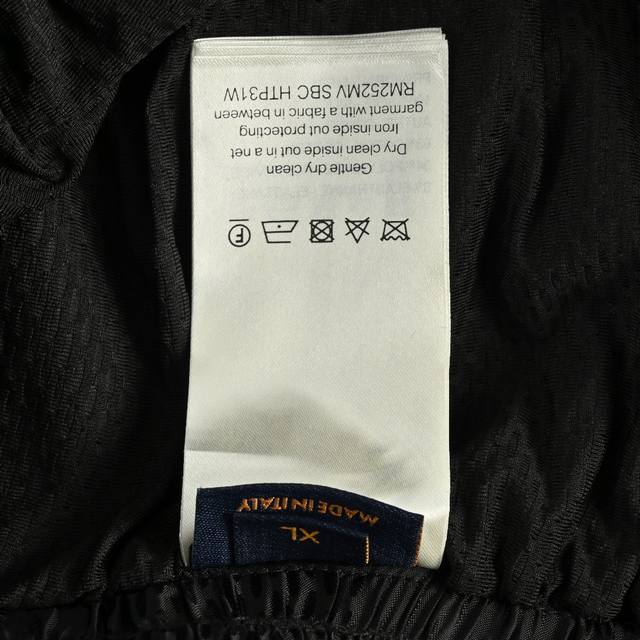 MADE IN ITALY
XL
Gentle dry clean
Dry clean inside out in a net
Iron inside out protecting
garment with a fabric in between
RM252MV SBC HTP31W